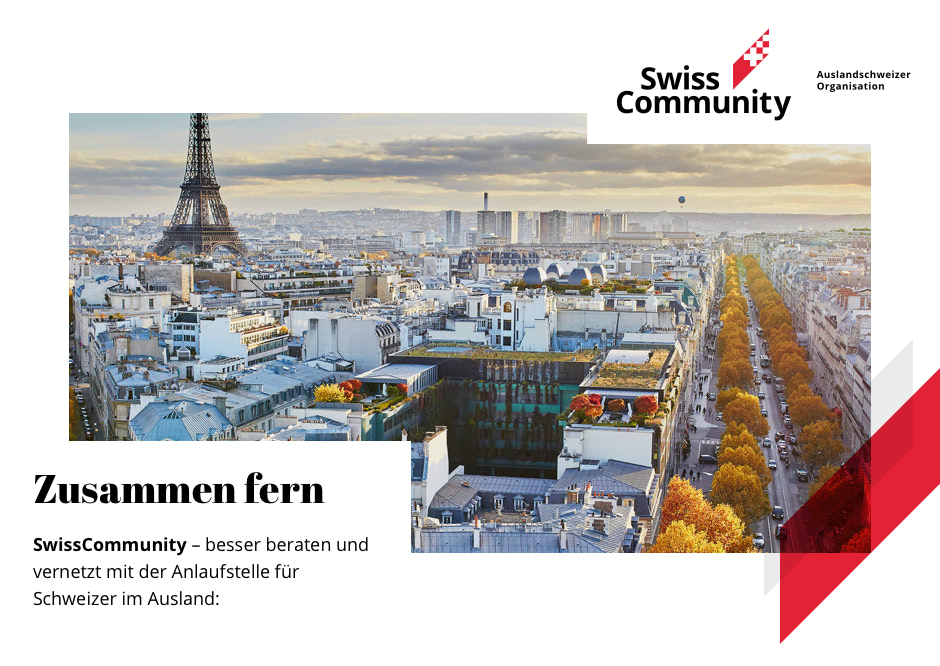 Swiss
Community
Auslandschweizer
Organisation
Zusammen fern
SwissCommunity – besser beraten und
vernetzt mit der Anlaufstelle für
Schweizer im Ausland: